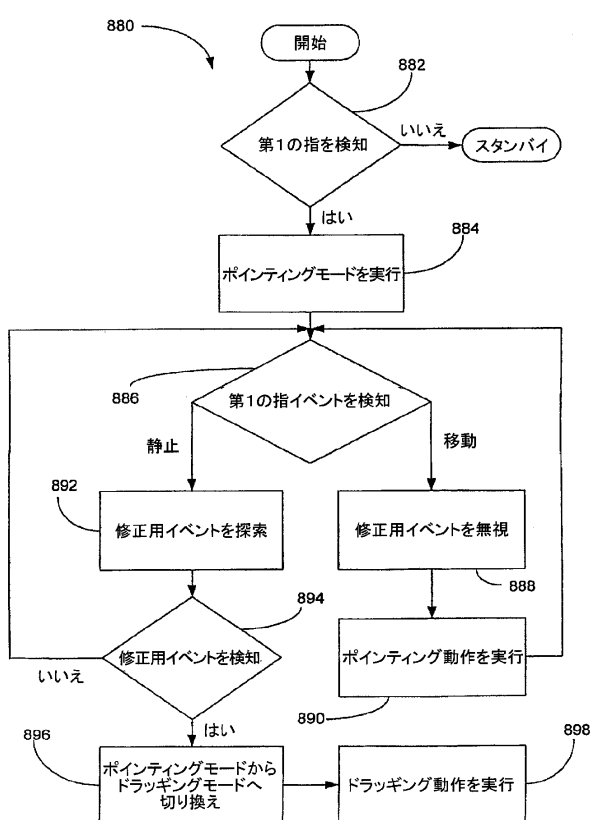 880
開始
882
第1の指を検知
いいえ
スタンバイ
はい
884
ポインティングモードを実行
886
第1の指イベントを検知
静止
移動
892
修正用イベントを探索
修正用イベントを無視
888
894
修正用イベントを検知
いいえ
ポインティング動作を実行
890
はい
896
ポインティングモードから
ドラッギングモードへ
切り換え
898
ドラッギング動作を実行